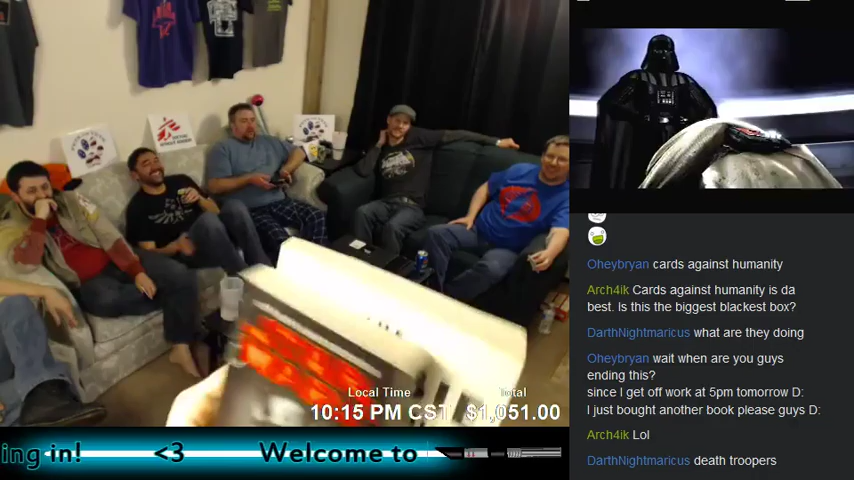 Local Time
Total
10:15 PM CST
$1,051.00
ing in!
<3
Welcome to
Oheybryan cards against humanity
Arch4ik Cards against humanity is da
best. Is this the biggest blackest box?
DarthNightmaricus what are they doing
Oheybryan wait when are you guys
ending this?
since I get off work at 5pm tomorrow D:
I just bought another book please guys D:
Arch4ik Lol
DarthNightmaricus death troopers